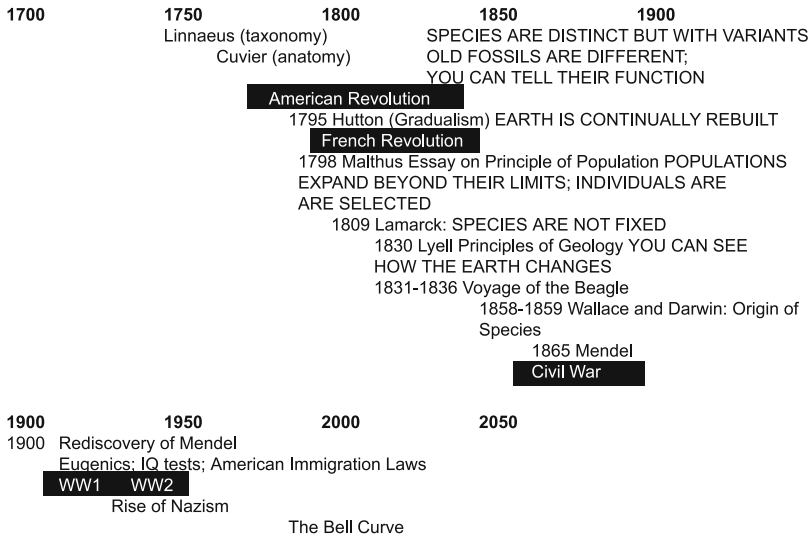 1700 1750 1800 1850 1900
Linnaeus (taxonomy) SPECIES ARE DISTINCT BUT WITH VARIANTS
Cuvier (anatomy) OLD FOSSILS ARE DIFFERENT;
YOU CAN TELL THEIR FUNCTION
American Revolution
1795 Hutton (Gradualism) EARTH IS CONTINUALLY REBUILT
French Revolution
1798 Malthus Essay on Principle of Population POPULATIONS
EXPAND BEYOND THEIR LIMITS; INDIVIDUALS ARE
ARE SELECTED
1809 Lamarck: SPECIES ARE NOT FIXED
1830 Lyell Principles of Geology YOU CAN SEE
HOW THE EARTH CHANGES
1831-1836 Voyage of the Beagle
1858-1859 Wallace and Darwin: Origin of
Species
1865 Mendel
Civil War
1900 1950 2000 2050
1900 Rediscovery of Mendel
Eugenics; IQ tests; American Immigration Laws
WW1 WW2
Rise of Nazism
The Bell Curve